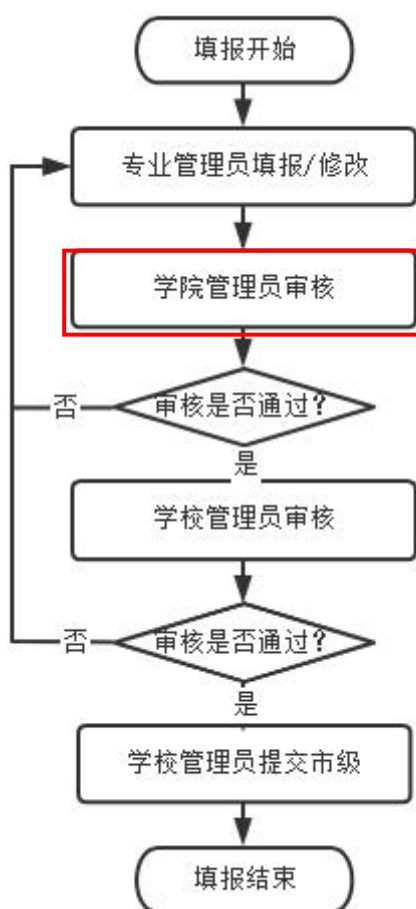 填报开始
专业管理员填报/修改
学院管理员审核
审核是否通过?
否
是
学校管理员审核
审核是否通过?
否
是
学校管理员提交市级
填报结束